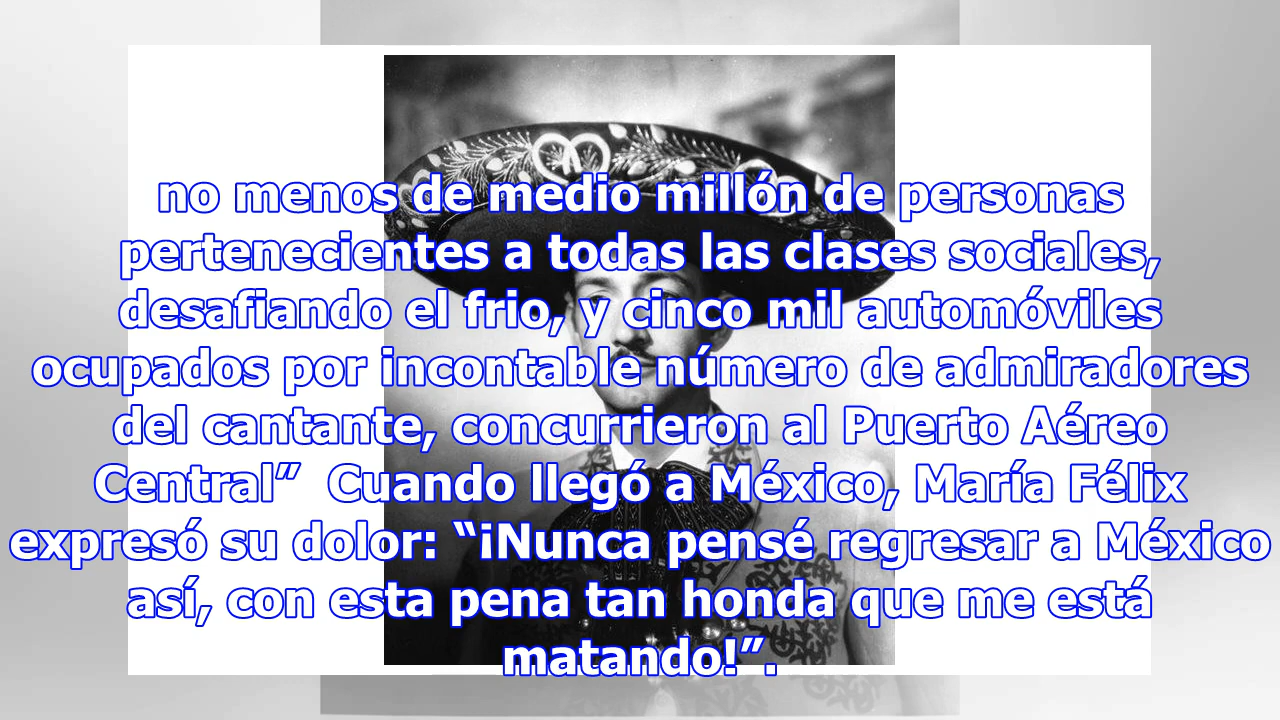 no menos de medio millón de personas
pertenecientes a todas las clases sociales,
desafiando el frio, y cinco mil automóviles
ocupados por incontable número de admiradores
del cantante, concurrieron al Puerto Aéreo
Central”  Cuando llegó a México, María Félix
expresó su dolor: “¡Nunca pensé regresar a México
así, con esta pena tan honda que me está
matando!”.